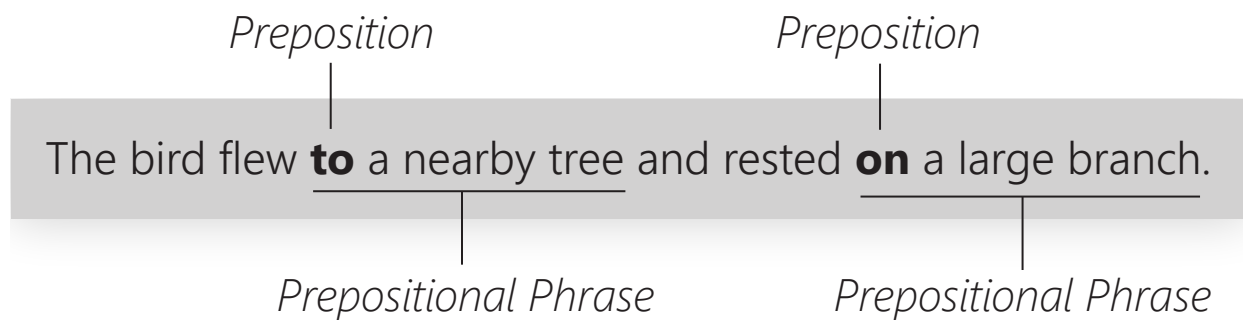 Preposition Preposition
The bird flew to a nearby tree and rested on a large branch.
Prepositional Phrase Prepositional Phrase